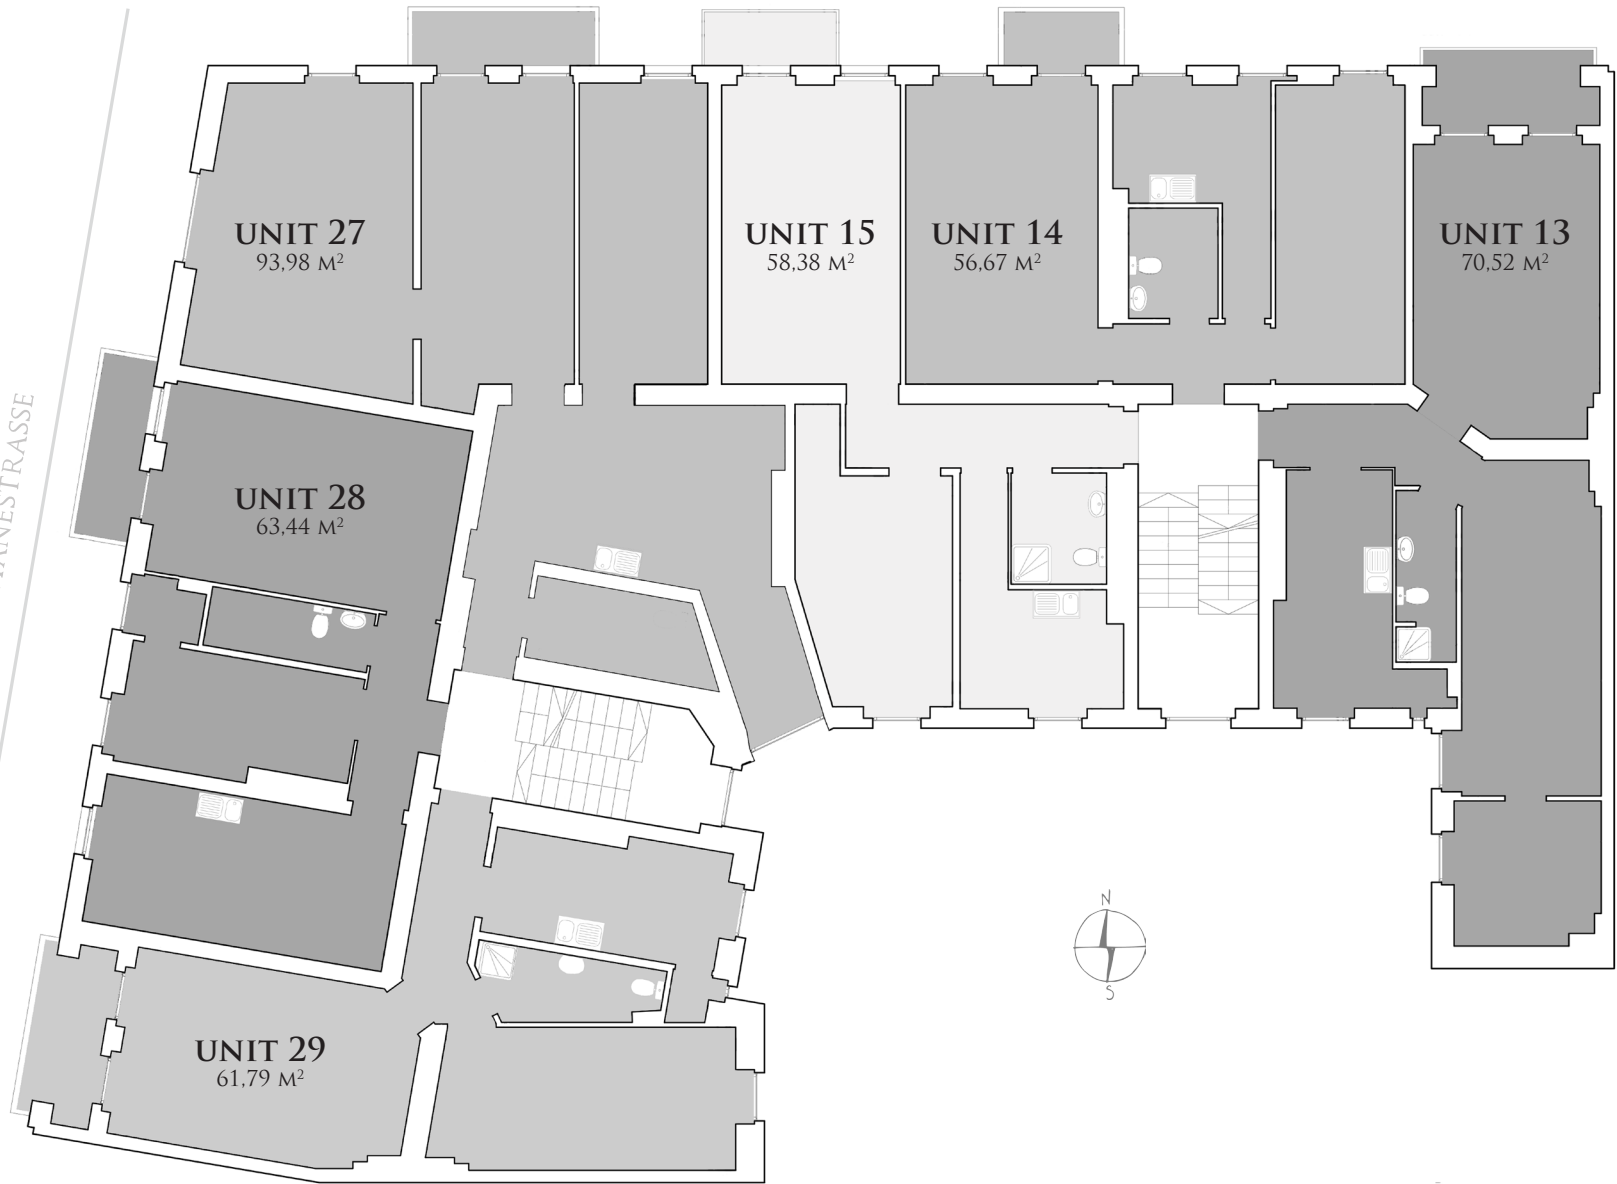 UNIT 27
93,98 M²
UNIT 15
58,38 M²
UNIT 14
56,67 M²
UNIT 13
70,52 M²
UNIT 28
63,44 M²
UNIT 29
61,79 M²
N
S